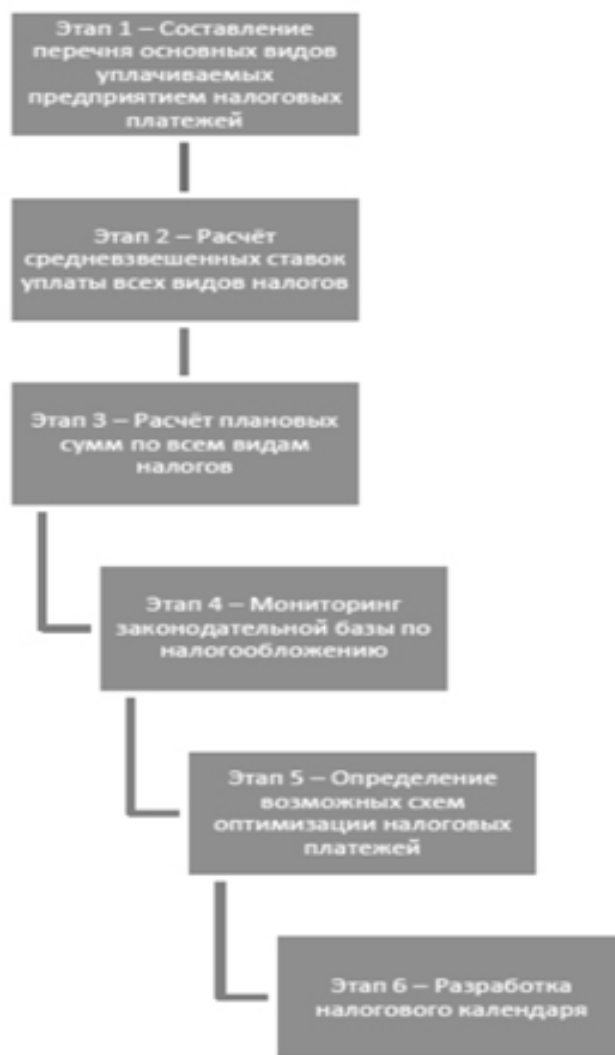 Этап 1 – Составление
перечня основных видов
уплачиваемых
предприятием налоговых
платежей
Этап 2 – Расчёт
средневзвешенных ставок
уплаты всех видов налогов
Этап 3 – Расчёт плановых
сумм по всем видам
налогов
Этап 4 – Мониторинг
законодательной базы по
налогообложению
Этап 5 – Определение
возможных схем
оптимизации налоговых
платежей
Этап 6 – Разработка
налогового календаря